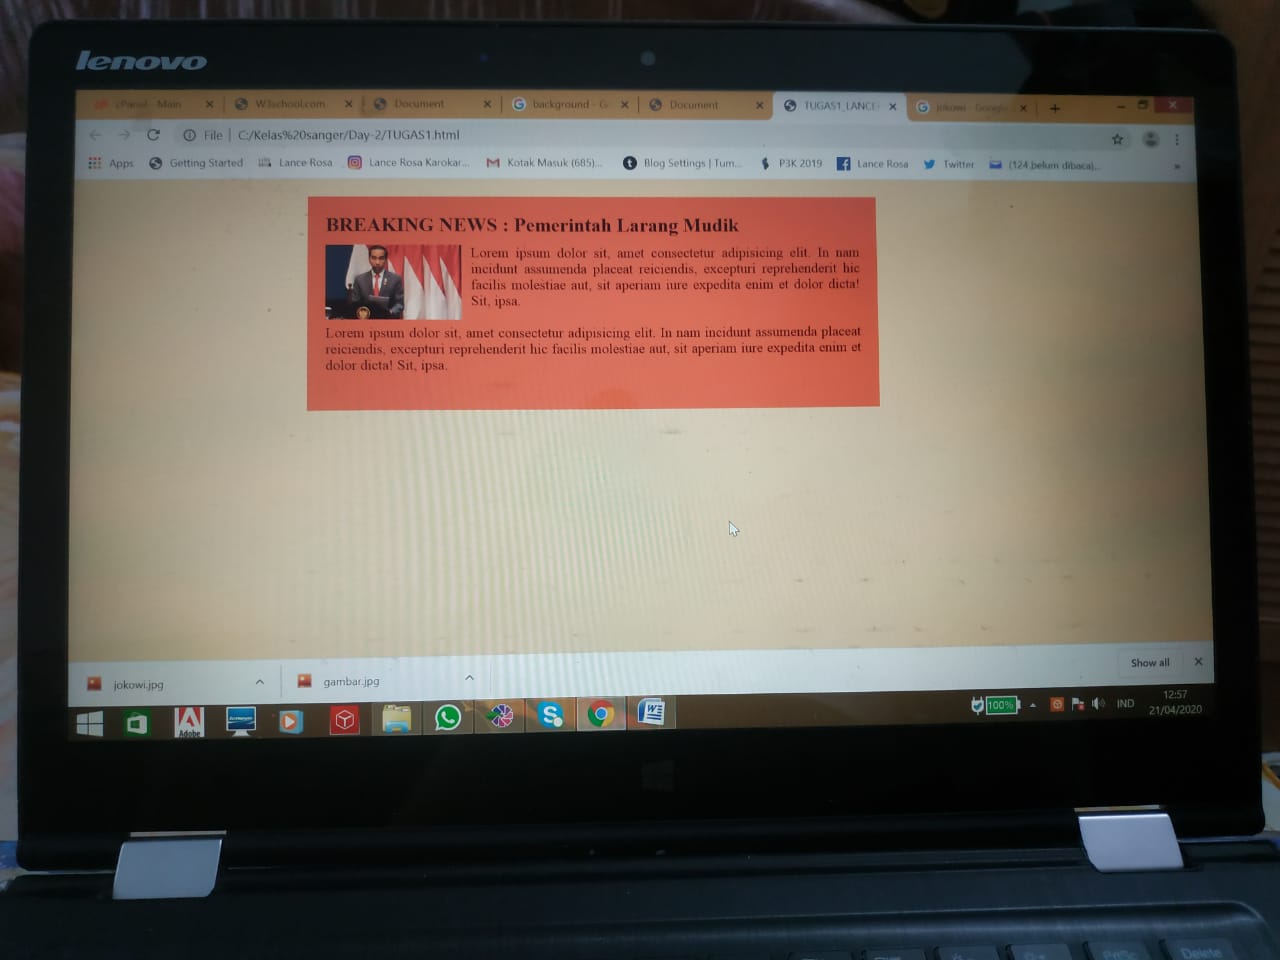 lenovo
cPanel - Main
W3school.com
Document
background - G
Document
TUGAS1_LANCE
jokowi - Google
File C:/Kelas%20sanger/Day-2/TUGAS1.html
Apps
Getting Started
Lance Rosa
Lance Rosa Karokar...
Kotak Masuk (685)...
Blog Settings | Tum...
P3K 2019
Lance Rosa
Twitter
(124 belum dibaca)...
»
BREAKING NEWS : Pemerintah Larang Mudik
Lorem ipsum dolor sit, amet consectetur adipisicing elit. In nam
incidunt assumenda placeat reiciendis, excepturi reprehenderit hic
facilis molestiae aut, sit aperiam iure expedita enim et dolor dicta!
Sit, ipsa.
Lorem ipsum dolor sit, amet consectetur adipisicing elit. In nam incidunt assumenda placeat
reiciendis, excepturi reprehenderit hic facilis molestiae aut, sit aperiam iure expedita enim et
dolor dicta! Sit, ipsa.
jokowi.jpg
gambar.jpg
Show all
Adobe
lenovo
100%
IND
12:57
21/04/2020
PrtSc
Delete